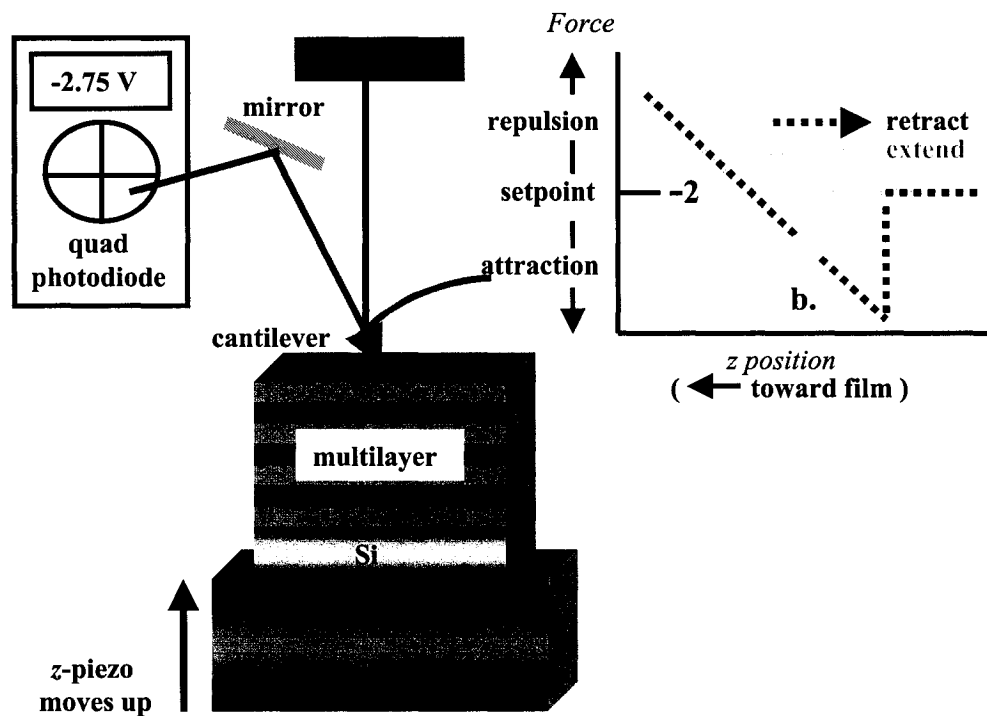 -2.75 V
mirror
quad
photodiode
cantilever
multilayer
Si
z-piezo
moves up
Force
repulsion
setpoint
attraction
–2
retract
extend
b.
z position
( ← toward film )